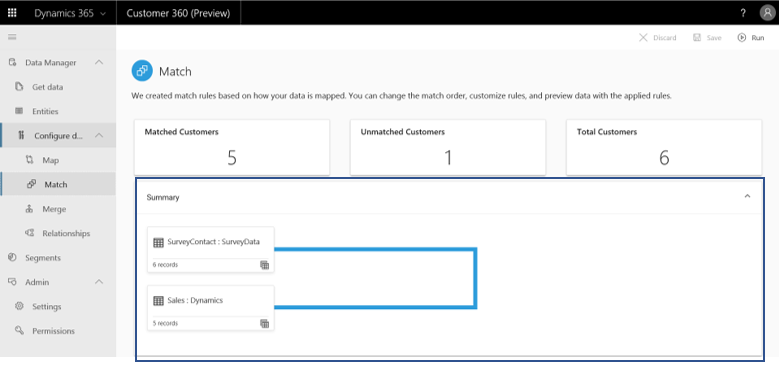 Dynamics 365
Customer 360 (Preview)
?
Discard
Save
Run
Data Manager
Get data
Entities
Configure d...
Map
Match
Merge
Relationships
Segments
Admin
Settings
Permissions
Match
We created match rules based on how your data is mapped. You can change the match order, customize rules, and preview data with the applied rules.
Matched Customers
5
Unmatched Customers
1
Total Customers
6
Summary
SurveyContact : SurveyData
6 records
Sales : Dynamics
5 records